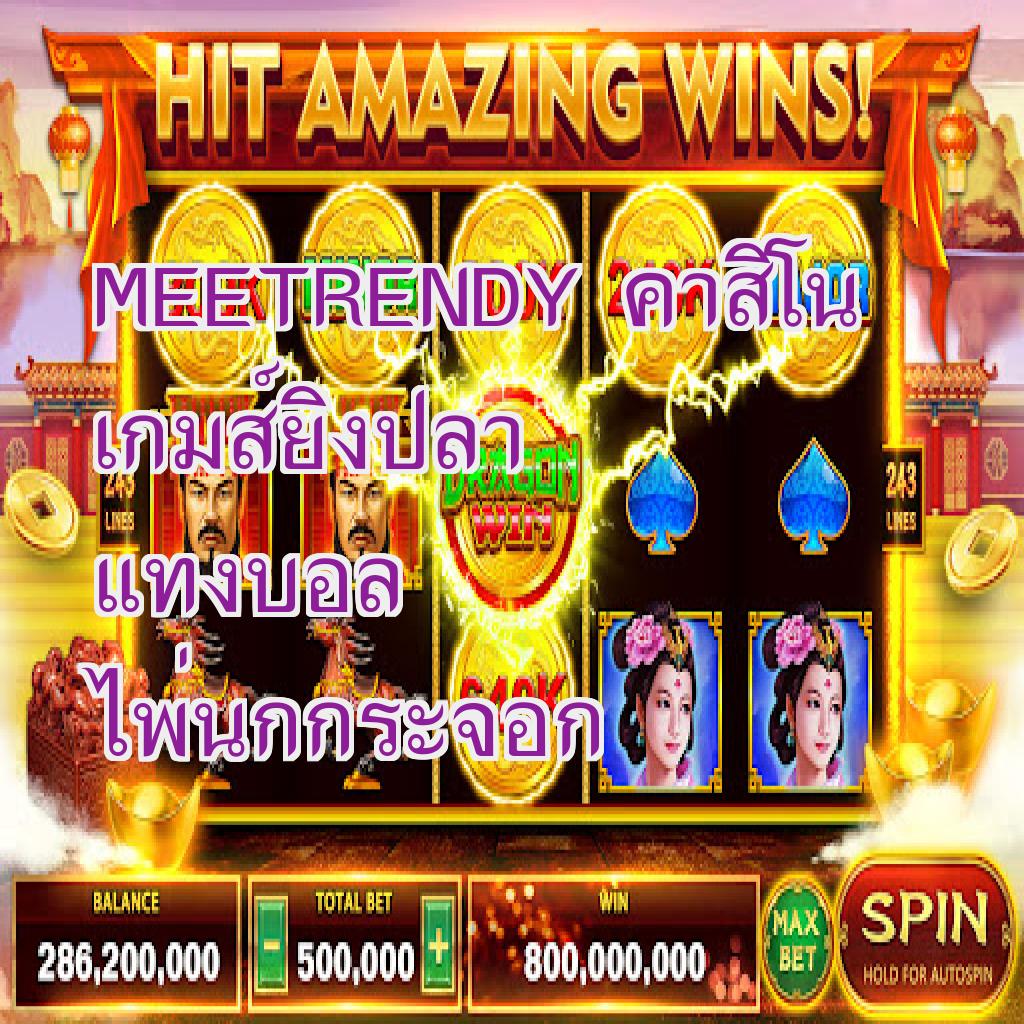 HIT AMAZING WINS!
MEETRENDY คาสิโน
เกมส์ยิงปลา
243 LINES
243 LINES
DRAGON
WIN
แทงบอล
640K
ไพ่นกกระจอก
BALANCE
286,200,000
TOTAL BET
- 500,000 +
WIN
800,000,000
MAX
BET
SPIN
HOLD FOR AUTOSPIN